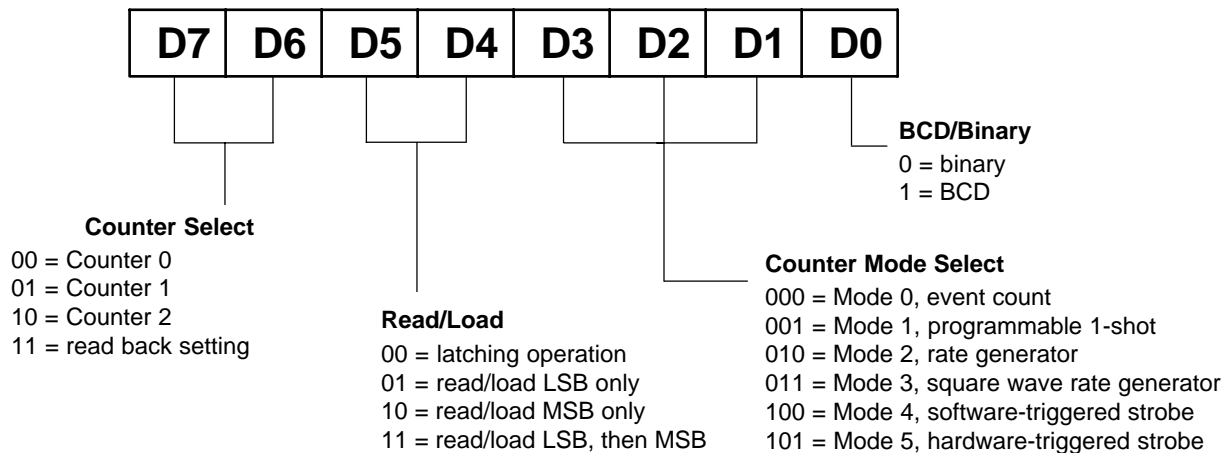 D7 D6 D5 D4 D3 D2 D1 D0
BCD/Binary
0 = binary
1 = BCD
Counter Select
00 = Counter 0
01 = Counter 1
10 = Counter 2
11 = read back setting
Read/Load
00 = latching operation
01 = read/load LSB only
10 = read/load MSB only
11 = read/load LSB, then MSB
Counter Mode Select
000 = Mode 0, event count
001 = Mode 1, programmable 1-shot
010 = Mode 2, rate generator
011 = Mode 3, square wave rate generator
100 = Mode 4, software-triggered strobe
101 = Mode 5, hardware-triggered strobe